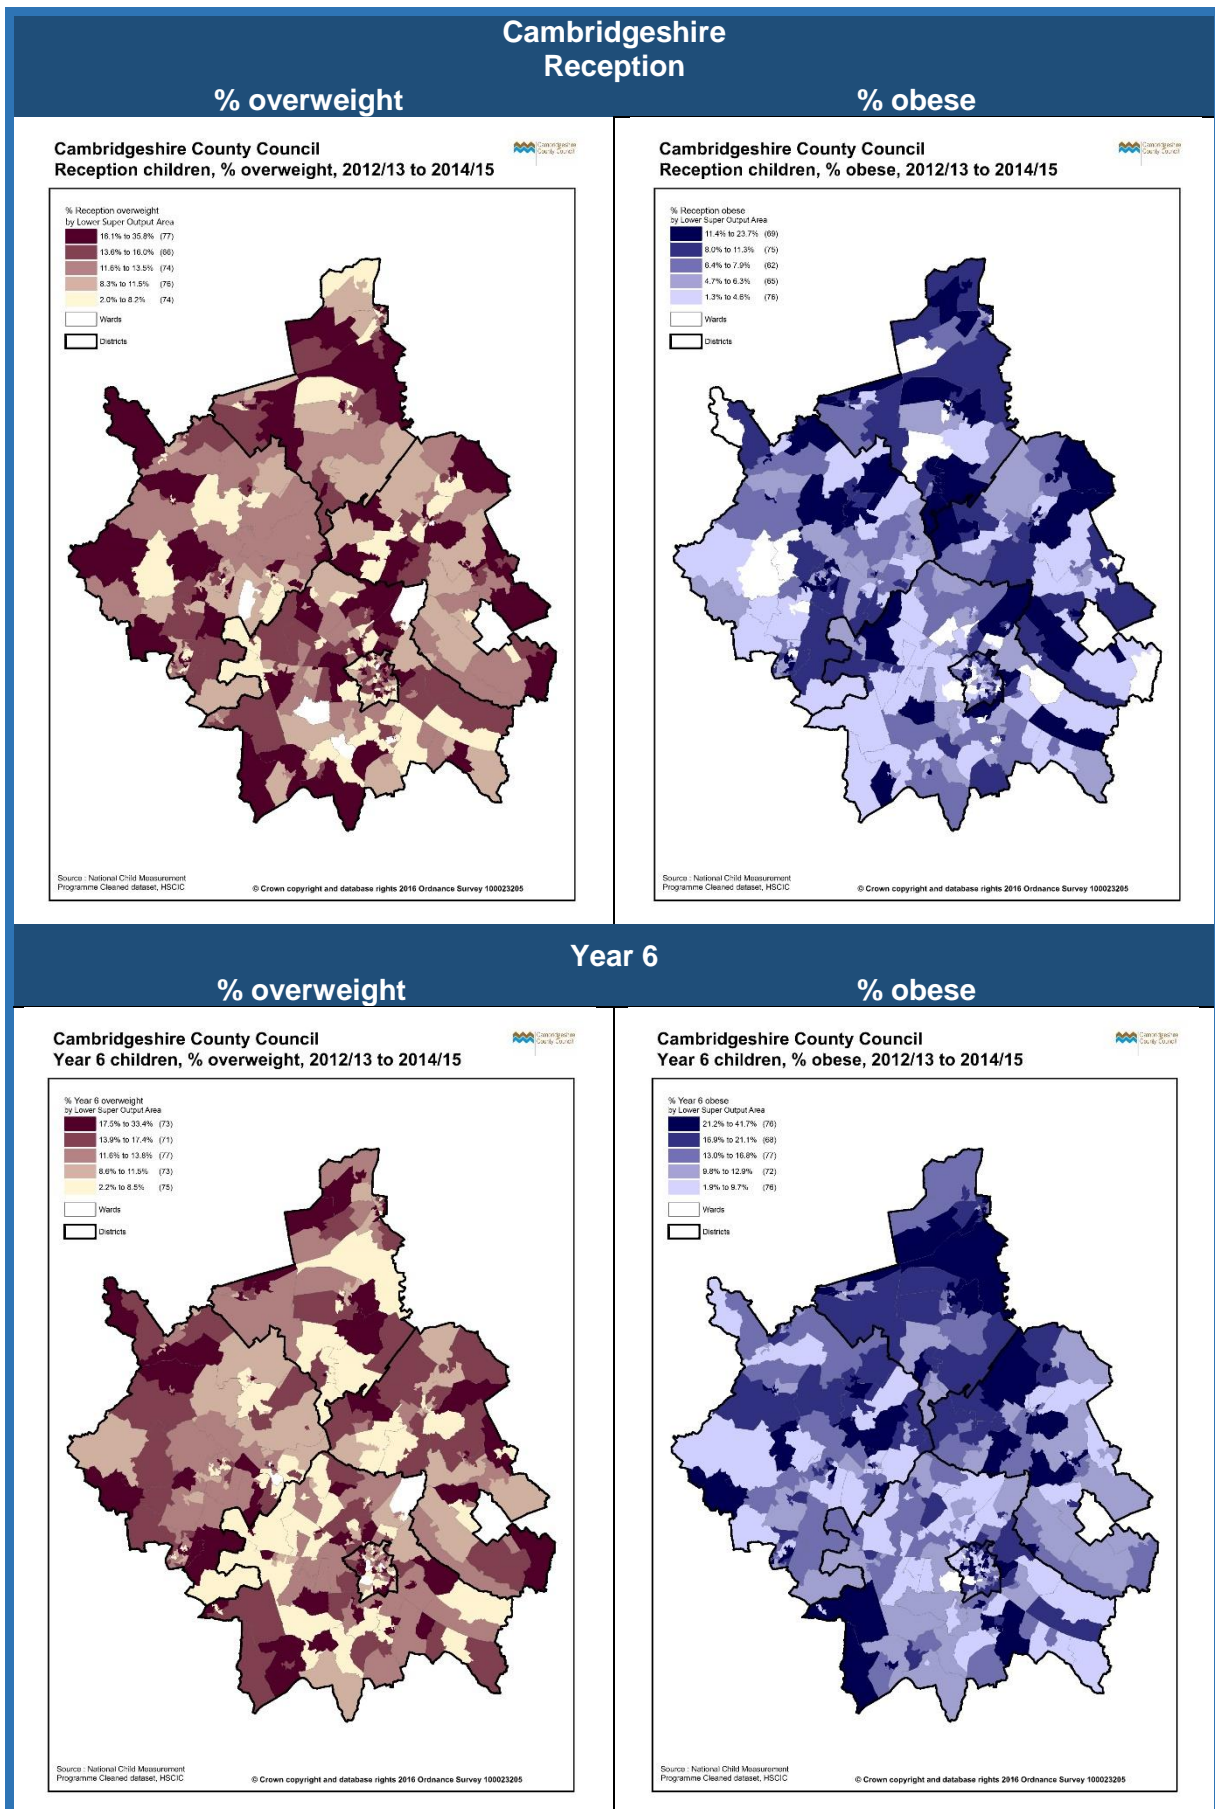 Cambridgeshire
Reception
% overweight
% obese
Cambridgeshire County Council
Reception children, % overweight, 2012/13 to 2014/15
Cambridgeshire
County Council
% Reception overweight
by Lower Super Output Area
16.1% to 35.8% (77)
13.6% to 16.0% (66)
11.6% to 13.5% (74)
8.3% to 11.5% (76)
2.0% to 8.2% (74)
Wards
Districts
Source : National Child Measurement
Programme Cleaned dataset, HSCIC
© Crown copyright and database rights 2016 Ordnance Survey 100023205
Cambridgeshire County Council
Reception children, % obese, 2012/13 to 2014/15
Cambridgeshire
County Council
% Reception obese
by Lower Super Output Area
11.4% to 23.7% (69)
8.0% to 11.3% (75)
6.4% to 7.9% (62)
4.7% to 6.3% (65)
1.3% to 4.6% (76)
Wards
Districts
Source : National Child Measurement
Programme Cleaned dataset, HSCIC
© Crown copyright and database rights 2016 Ordnance Survey 100023205
Year 6
% overweight
% obese
Cambridgeshire County Council
Year 6 children, % overweight, 2012/13 to 2014/15
Cambridgeshire
County Council
% Year 6 overweight
by Lower Super Output Area
17.5% to 33.4% (73)
13.9% to 17.4% (71)
11.6% to 13.8% (77)
8.6% to 11.5% (73)
2.2% to 8.5% (75)
Wards
Districts
Source : National Child Measurement
Programme Cleaned dataset, HSCIC
© Crown copyright and database rights 2016 Ordnance Survey 100023205
Cambridgeshire County Council
Year 6 children, % obese, 2012/13 to 2014/15
Cambridgeshire
County Council
% Year 6 obese
by Lower Super Output Area
21.2% to 41.7% (76)
16.9% to 21.1% (68)
13.0% to 16.8% (77)
9.8% to 12.9% (72)
1.9% to 9.7% (76)
Wards
Districts
Source : National Child Measurement
Programme Cleaned dataset, HSCIC
© Crown copyright and database rights 2016 Ordnance Survey 100023205